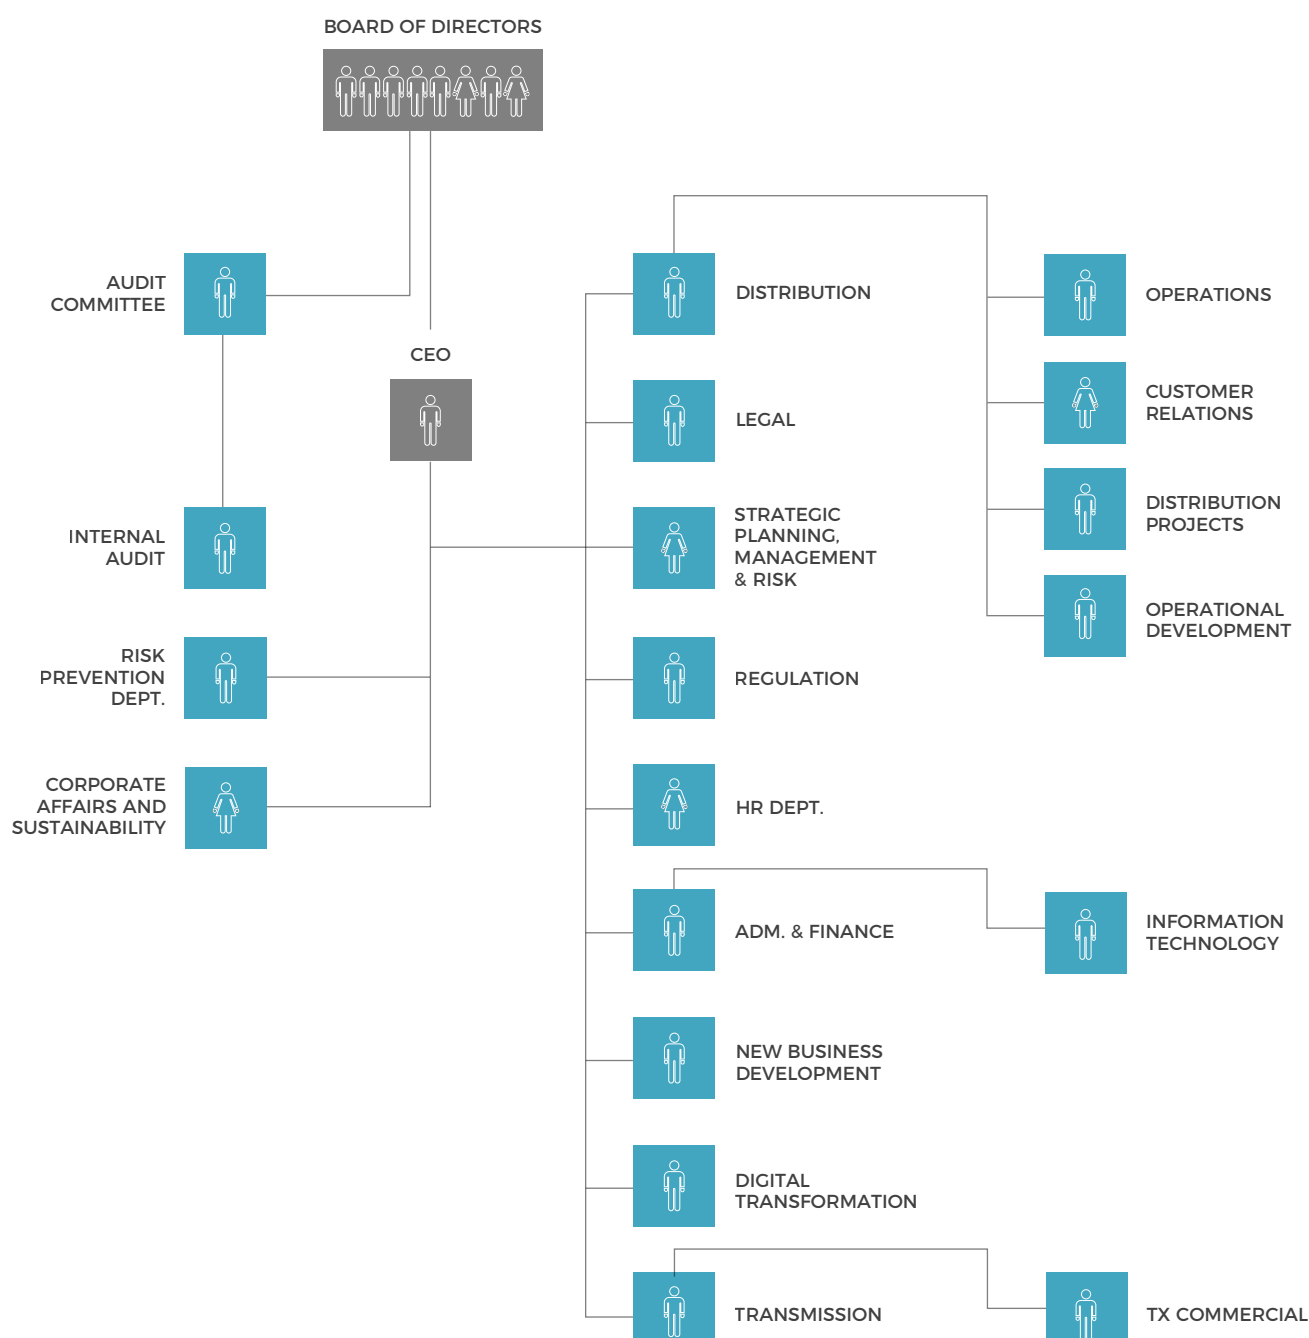 BOARD OF DIRECTORS
AUDIT
COMMITTEE
CEO
INTERNAL
AUDIT
RISK
PREVENTION
DEPT.
CORPORATE
AFFAIRS AND
SUSTAINABILITY
DISTRIBUTION
LEGAL
STRATEGIC
PLANNING,
MANAGEMENT
& RISK
REGULATION
HR DEPT.
ADM. & FINANCE
NEW BUSINESS
DEVELOPMENT
DIGITAL
TRANSFORMATION
TRANSMISSION
OPERATIONS
CUSTOMER
RELATIONS
DISTRIBUTION
PROJECTS
OPERATIONAL
DEVELOPMENT
INFORMATION
TECHNOLOGY
TX COMMERCIAL